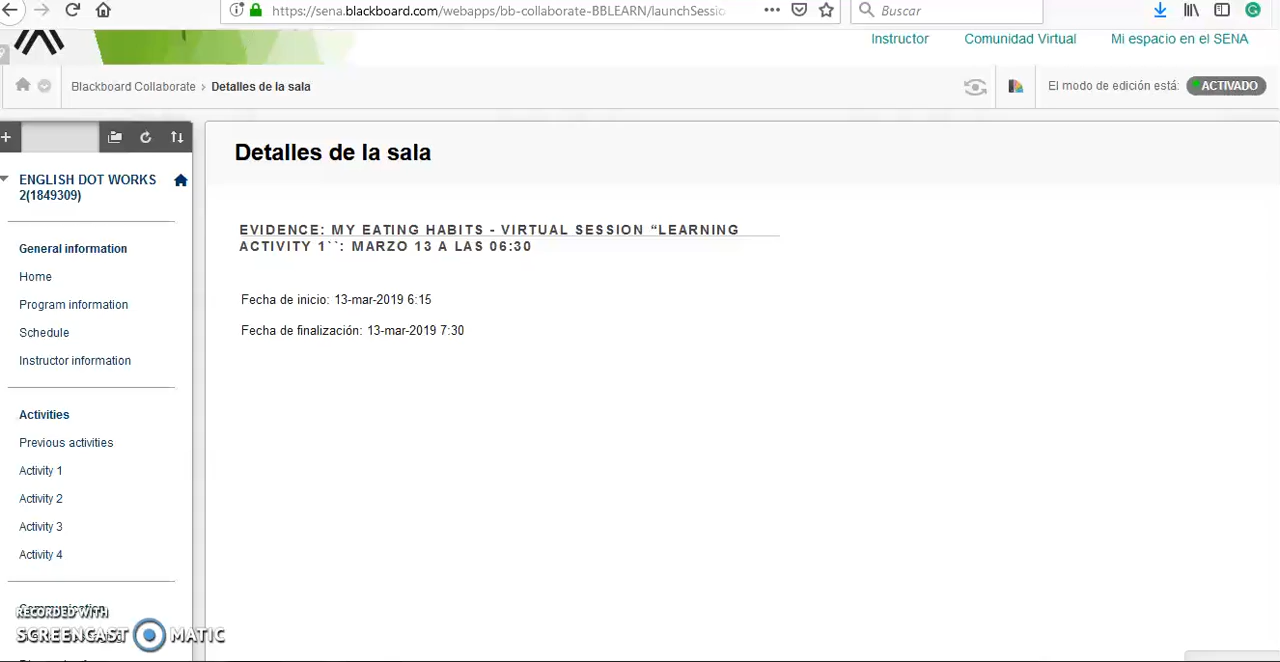 https://sena.blackboard.com/webapps/bb-collaborate-BBLEARN/launchSessio
Buscar
Instructor Comunidad Virtual Mi espacio en el SENA
Blackboard Collaborate > Detalles de la sala
El modo de edición está: ACTIVADO
Detalles de la sala
ENGLISH DOT WORKS
2(1849309)
EVIDENCE: MY EATING HABITS - VIRTUAL SESSION “LEARNING
ACTIVITY 1``: MARZO 13 A LAS 06:30
Fecha de inicio: 13-mar-2019 6:15
Fecha de finalización: 13-mar-2019 7:30
General information
Home
Program information
Schedule
Instructor information
Activities
Previous activities
Activity 1
Activity 2
Activity 3
Activity 4
RECORDED WITH
SCREENCAST MATIC